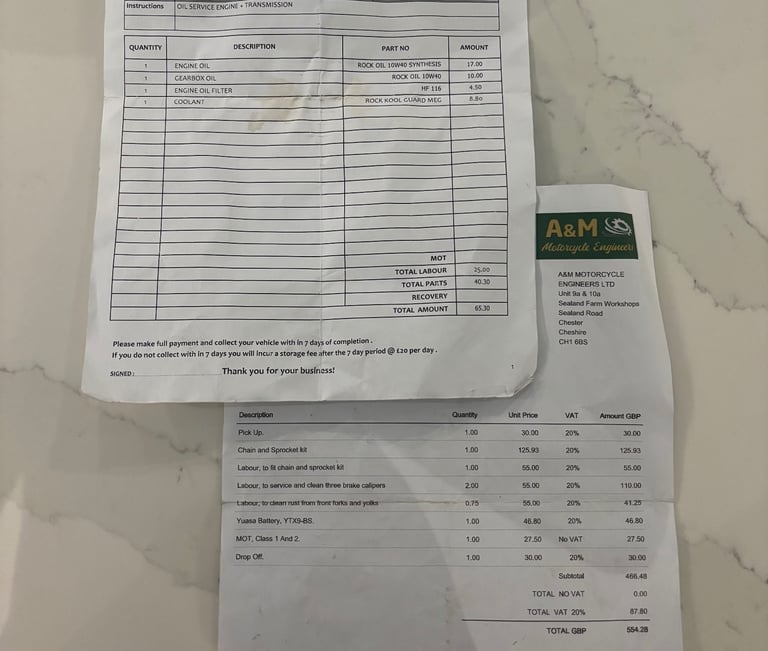 Instructions OIL SERVICE ENGINE + TRANSMISSION
QUANTITY DESCRIPTION PART NO AMOUNT
1 ENGINE OIL ROCK OIL 10W40 SYNTHESIS 17.00
1 GEARBOX OIL ROCK OIL 10W40 10.00
1 ENGINE OIL FILTER HF 116 4.50
1 COOLANT ROCK KOOL GUARD MEG 8.80
MOT
TOTAL LABOUR 25.00
TOTAL PARTS 40.30
RECOVERY
TOTAL AMOUNT 65.30
Please make full payment and collect your vehicle with in 7 days of completion.
If you do not collect with in 7 days you will incur a storage fee after the 7 day period @ £20 per day.
SIGNED: Thank you for your business! 1
A&M
Motorcycle Engineers
A&M MOTORCYCLE
ENGINEERS LTD
Unit 9a & 10a
Sealand Farm Workshops
Sealand Road
Chester
Cheshire
CH1 6BS
Description Quantity Unit Price VAT Amount GBP
Pick Up. 1.00 30.00 20% 30.00
Chain and Sprocket kit 1.00 125.93 20% 125.93
Labour, to fit chain and sprocket kit 1.00 55.00 20% 55.00
Labour, to service and clean three brake calipers 2.00 55.00 20% 110.00
Labour, to clean rust from front forks and yolks 0.75 55.00 20% 41.25
Yuasa Battery, YTX9-BS. 1.00 46.80 20% 46.80
MOT, Class 1 And 2. 1.00 27.50 No VAT 27.50
Drop Off. 1.00 30.00 20% 30.00
Subtotal 466.48
TOTAL NO VAT 0.00
TOTAL VAT 20% 87.80
TOTAL GBP 554.28